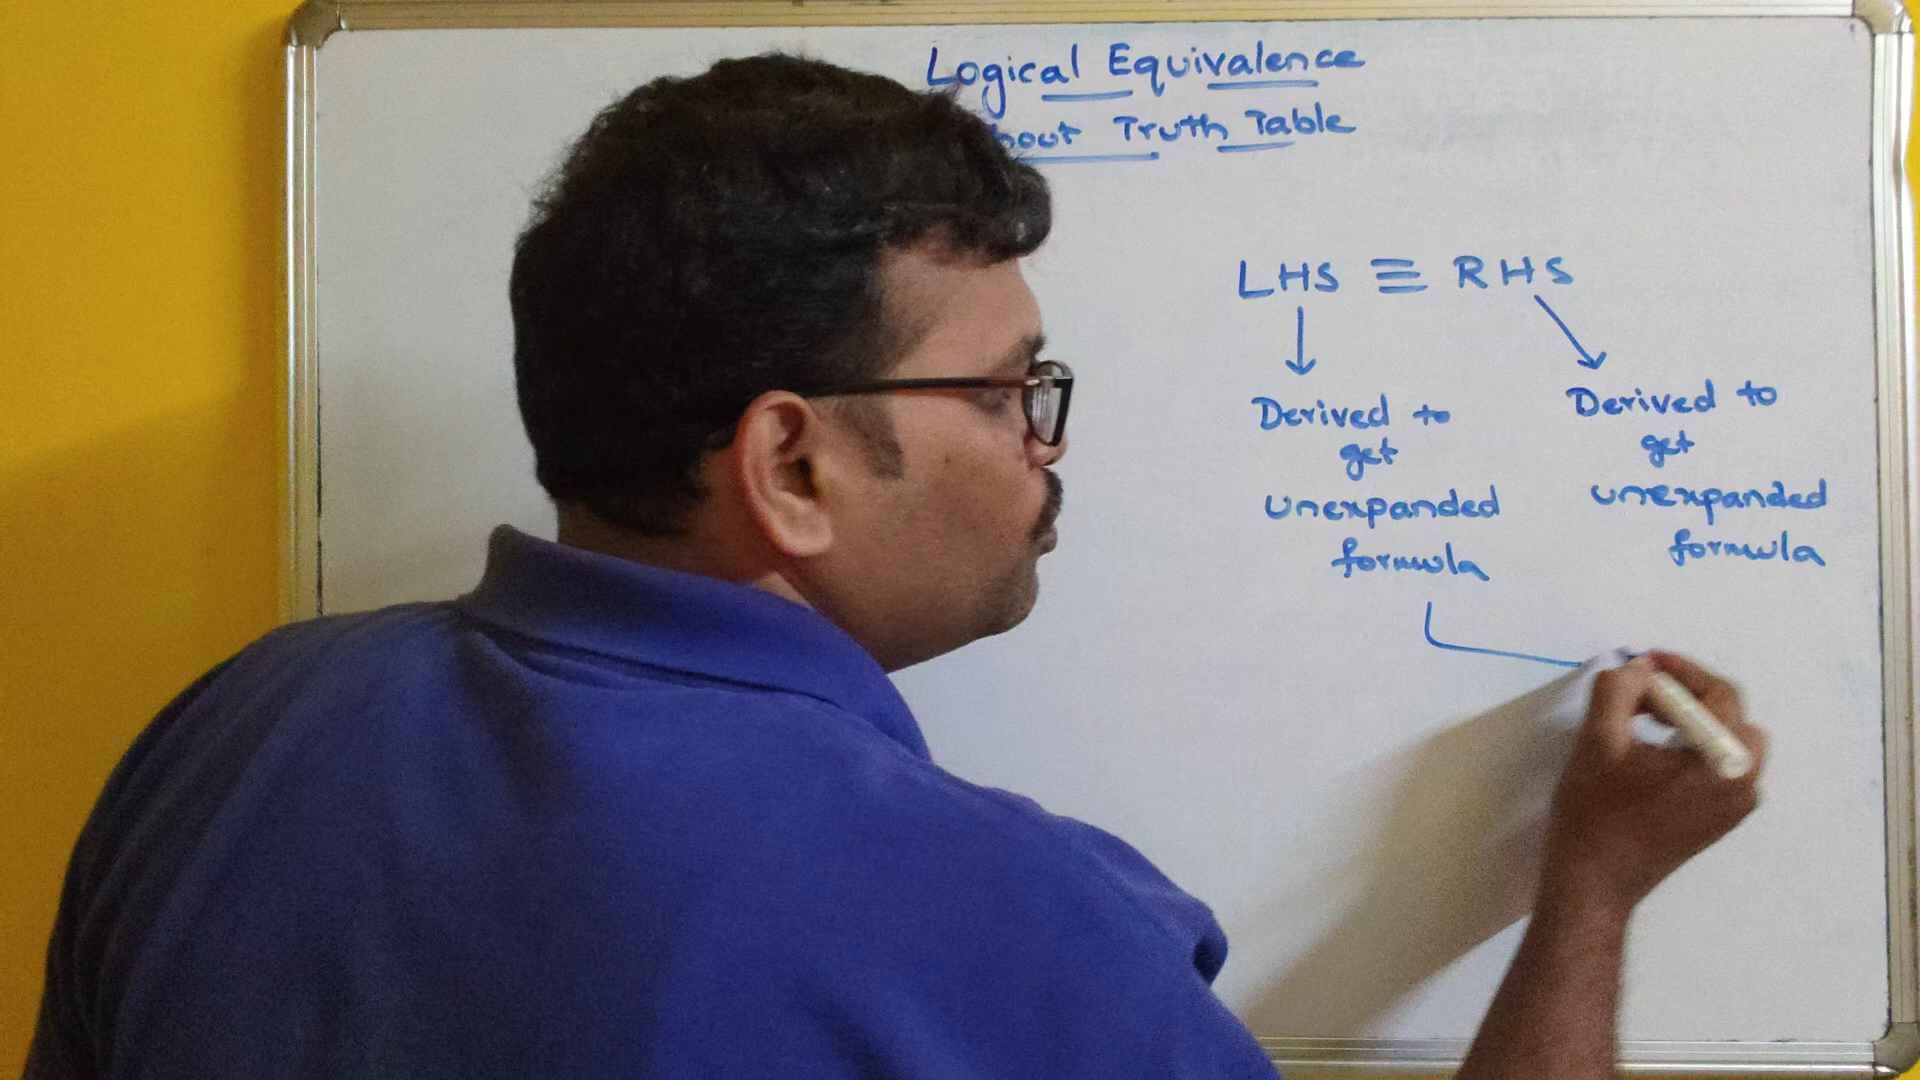 Logical Equivalence
Truth Table
LHS ≡ RHS
Derived to
get
unexpanded
formula
Derived to
get
unexpanded
formula